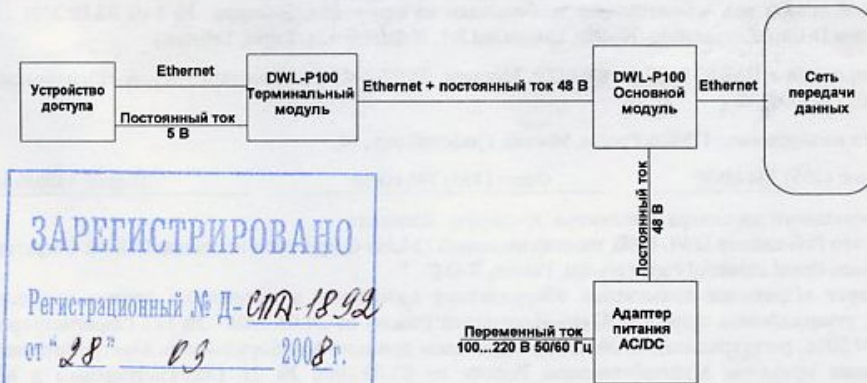 Устройство
доступа
Ethernet
Постоянный ток
5 В
DWL-P100
Терминальный
модуль
Ethernet + постоянный ток 48 В
DWL-P100
Основной
модуль
Ethernet
Сеть
передачи
данных
Постоянный ток
48 В
Переменный ток
100...220 В 50/60 Гц
Адаптер
питания
AC/DC
ЗАРЕГИСТРИРОВАНО
Регистрационный № Д-СПД-1892
от "28" 03 2008 г.